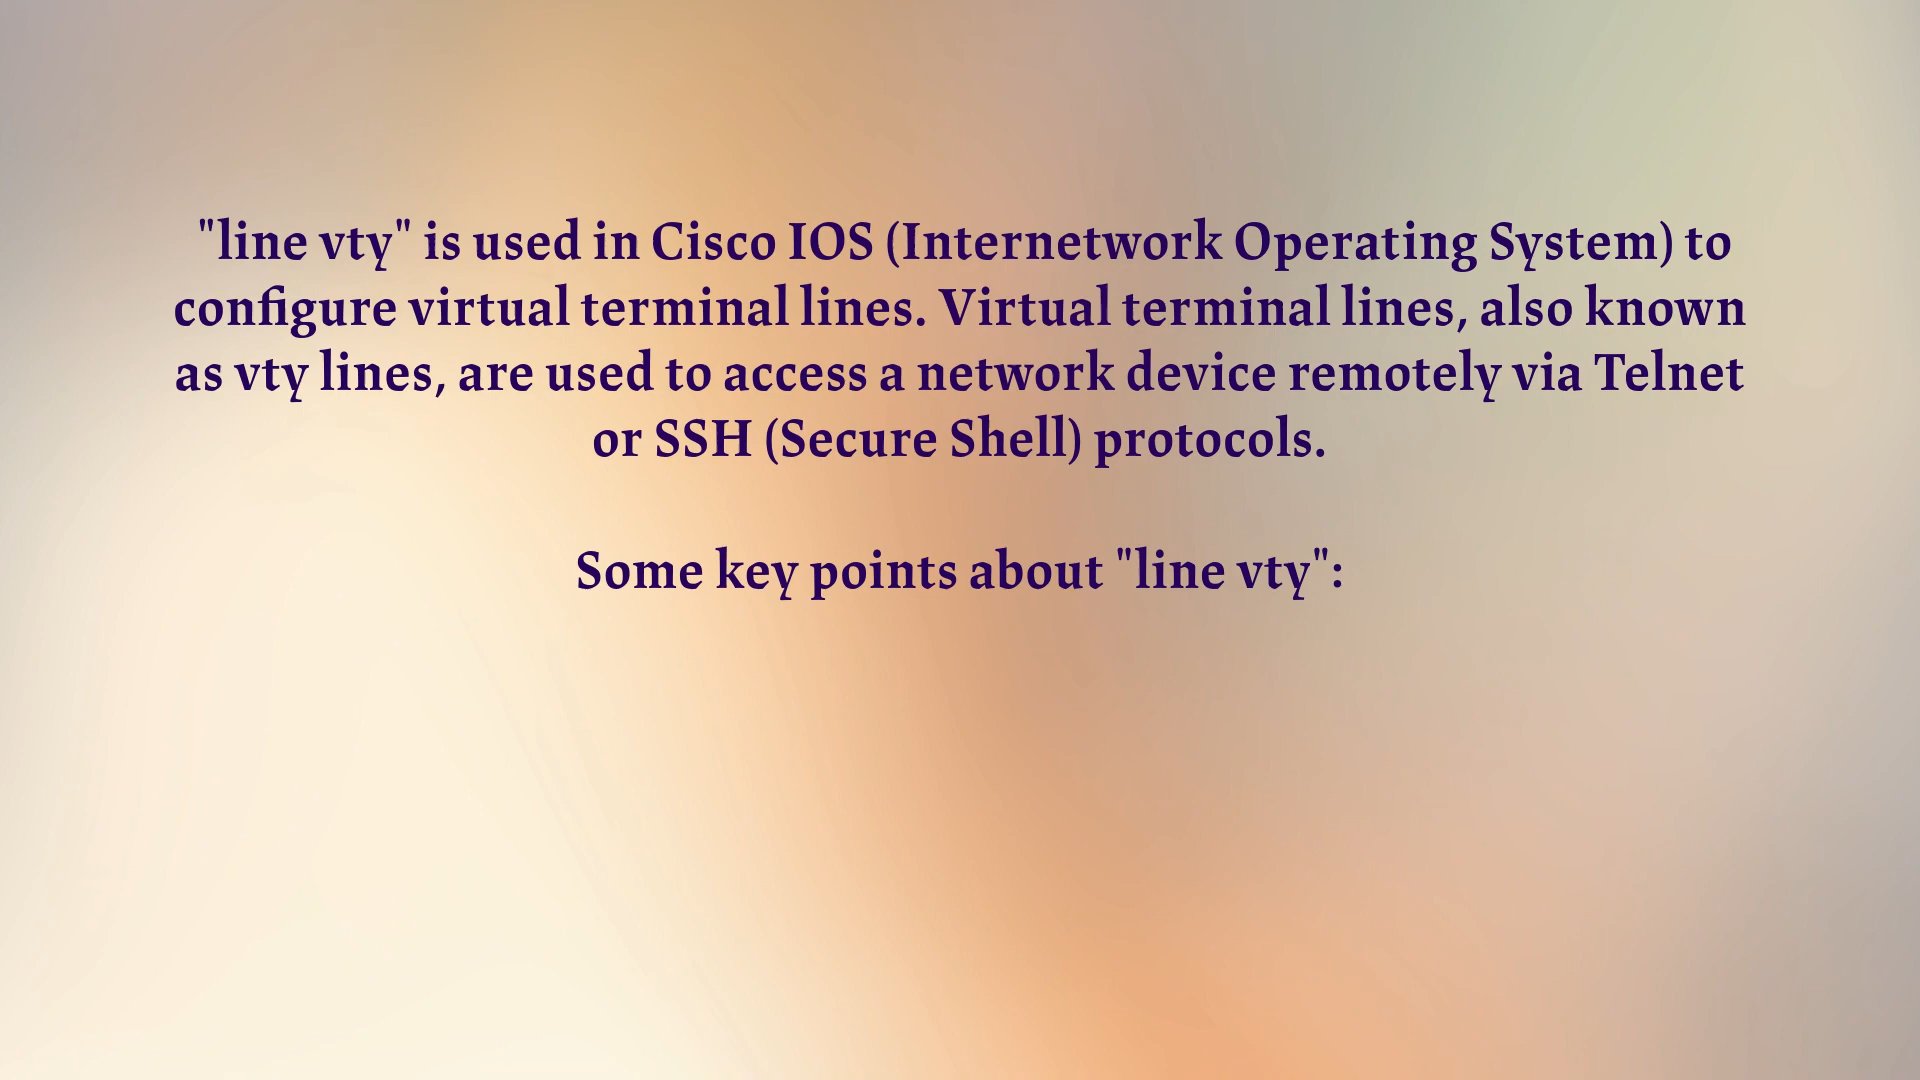 "line vty" is used in Cisco IOS (Internetwork Operating System) to
configure virtual terminal lines. Virtual terminal lines, also known
as vty lines, are used to access a network device remotely via Telnet
or SSH (Secure Shell) protocols.
Some key points about "line vty":